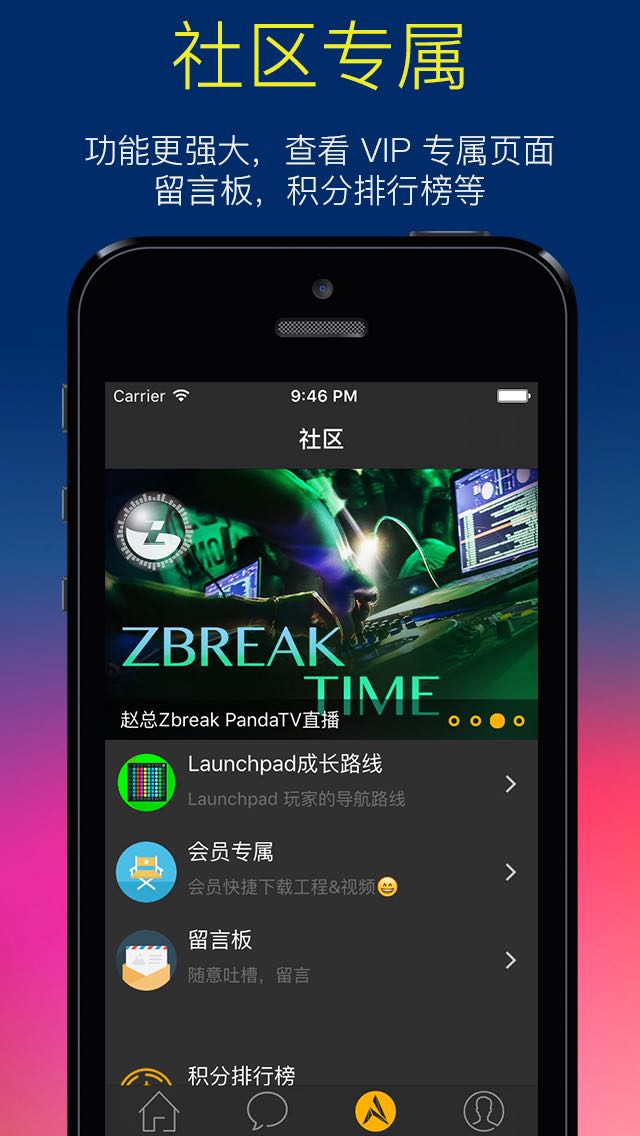 社区专属
功能更强大，查看 VIP 专属页面
留言板，积分排行榜等
Carrier 9:46 PM
社区
Z
ZBREAK
TIME
赵总Zbreak PandaTV直播
Launchpad成长路线
Launchpad 玩家的导航路线
会员专属
会员快捷下载工程&视频😄
留言板
随意吐槽，留言
积分排行榜